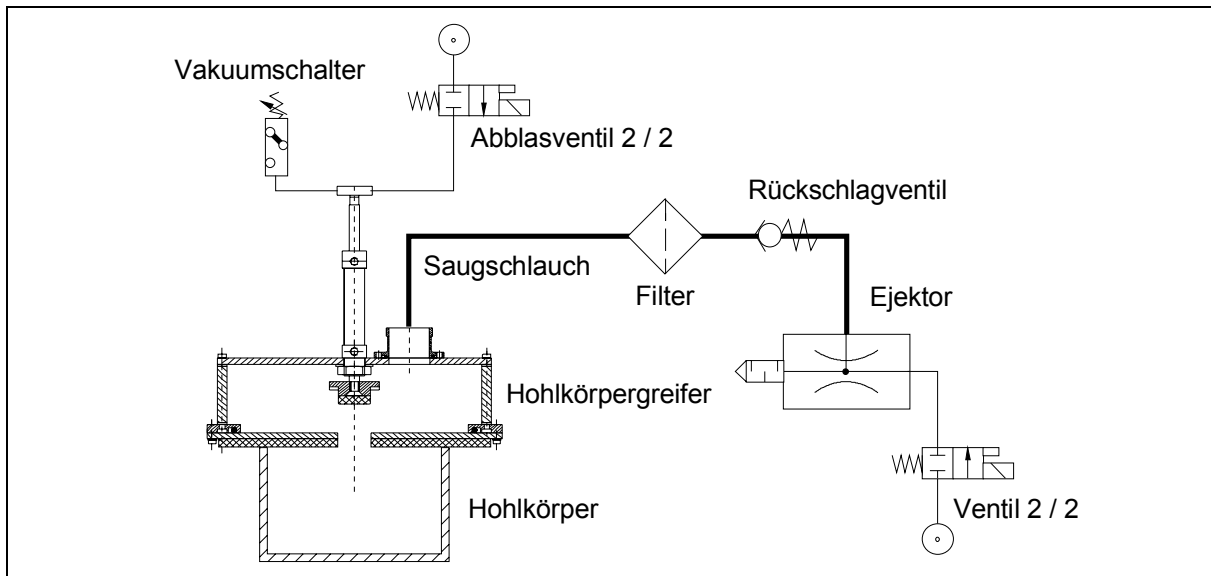 Vakuumschalter
Abblasventil 2 / 2
Rückschlagventil
Saugschlauch
Filter
Ejektor
Hohlkörpergreifer
Hohlkörper
Ventil 2 / 2